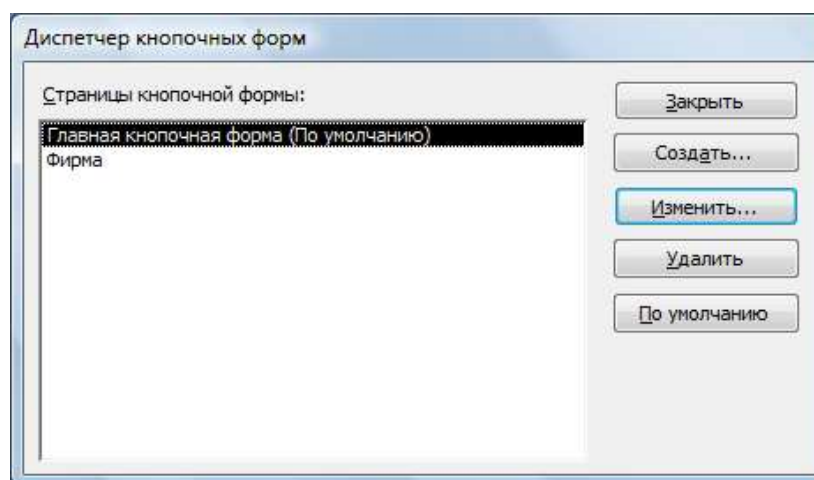 Диспетчер кнопочных форм
Страницы кнопочной формы:
Главная кнопочная форма (По умолчанию)
Фирма
Закрыть
Создать...
Изменить...
Удалить
По умолчанию